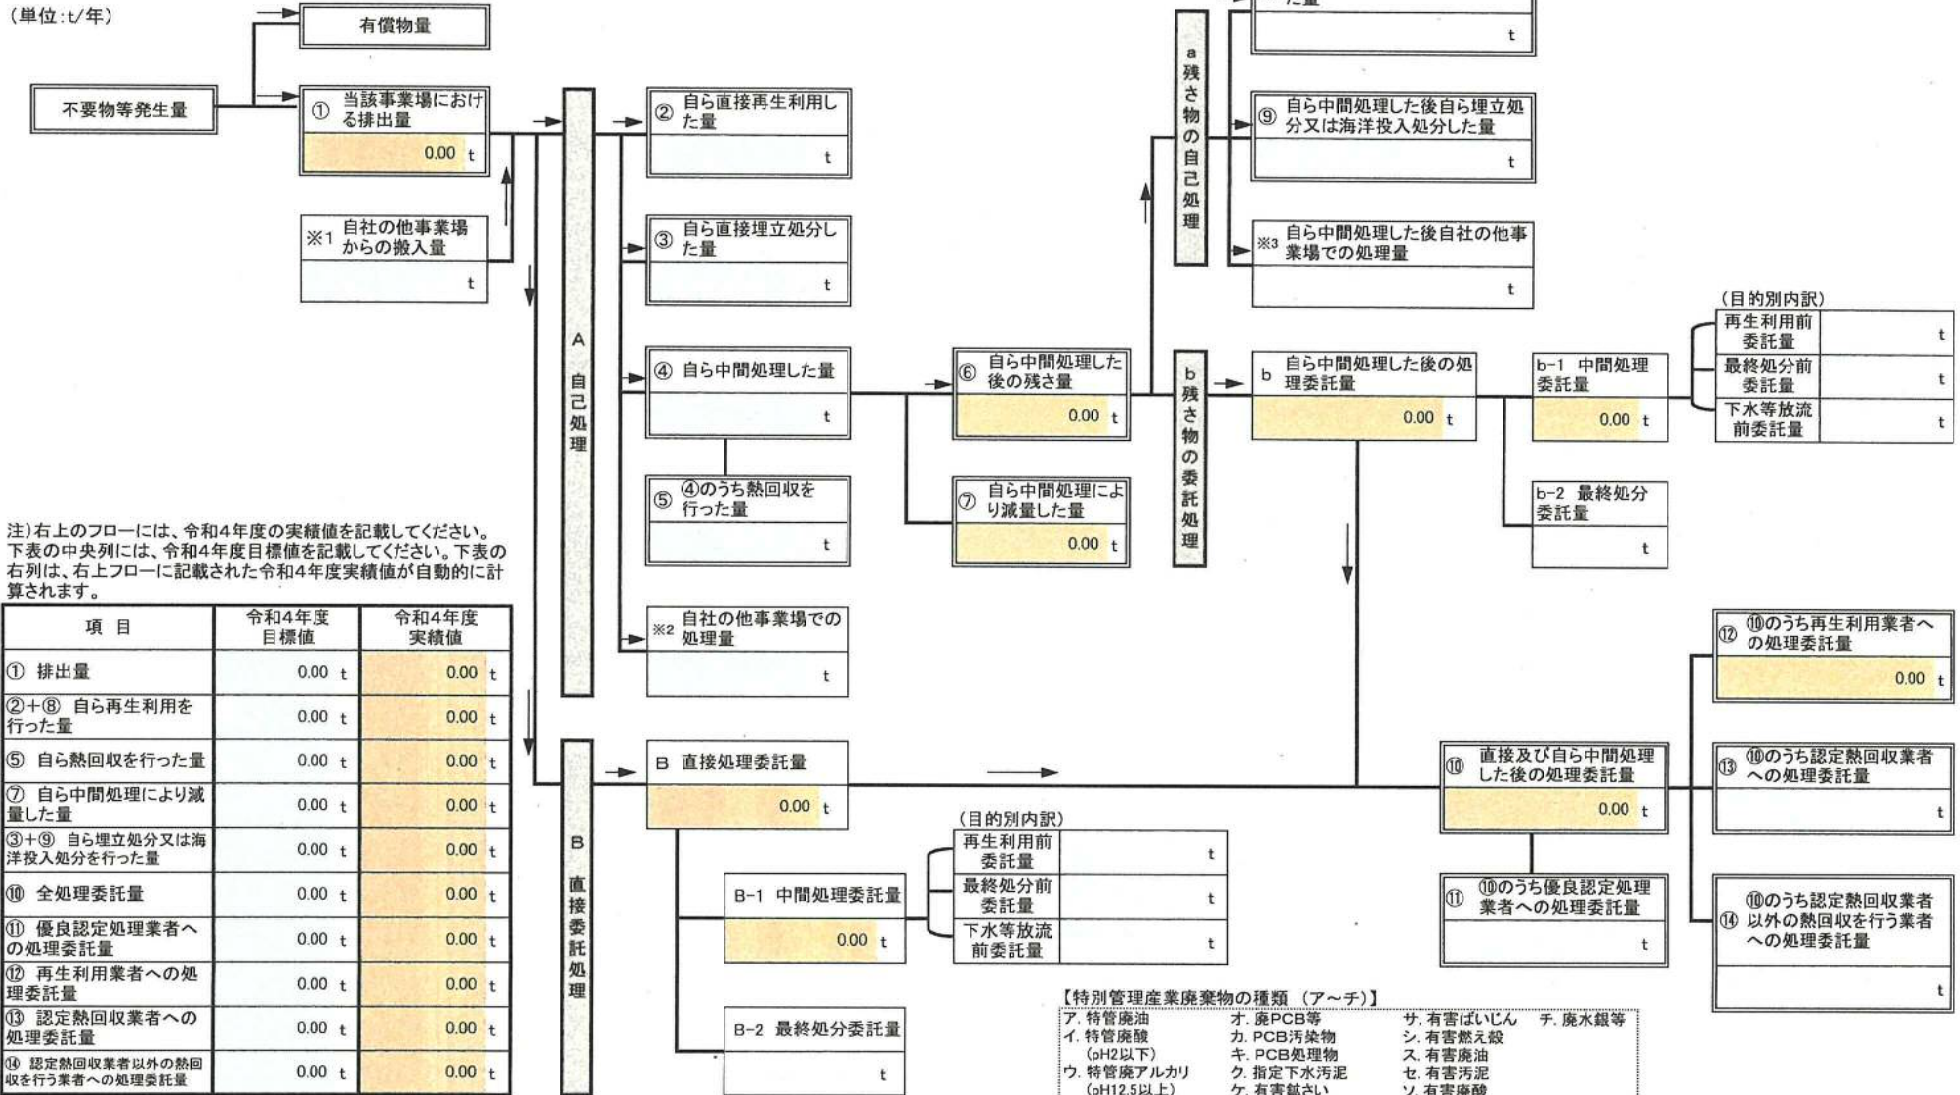 (単位:t/年)
有償物量
不要物等発生量
① 当該事業場におけ
る排出量
0.00 t
※1 自社の他事業場
からの搬入量
t
A 自己処理
② 自ら直接再生利用し
た量
t
③ 自ら直接埋立処分し
た量
t
④ 自ら中間処理した量
t
⑤ ④のうち熱回収を
行った量
t
※2 自社の他事業場での
処理量
t
⑥ 自ら中間処理した
後の残さ量
0.00 t
⑦ 自ら中間処理によ
り減量した量
0.00 t
a 残さ物の自己処理
た量
t
⑨ 自ら中間処理した後自ら埋立処
分又は海洋投入処分した量
t
※3 自ら中間処理した後自社の他事
業場での処理量
t
b 残さ物の委託処理
b 自ら中間処理した後の処
理委託量
0.00 t
b-1 中間処理
委託量
0.00 t
b-2 最終処分
委託量
t
(目的別内訳)
再生利用前
委託量
t
最終処分前
委託量
t
下水等放流
前委託量
t
注)右上のフローには、令和4年度の実績値を記載してください。
下表の中央列には、令和4年度目標値を記載してください。下表の
右列は、右上フローに記載された令和4年度実績値が自動的に計
算されます。
項 目 令和4年度 令和4年度
目標値 実績値
① 排出量 0.00 t 0.00 t
②+⑧ 自ら再生利用を
行った量 0.00 t 0.00 t
⑤ 自ら熱回収を行った量 0.00 t 0.00 t
⑦ 自ら中間処理により減
量した量 0.00 t 0.00 t
③+⑨ 自ら埋立処分又は海
洋投入処分を行った量 0.00 t 0.00 t
⑩ 全処理委託量 0.00 t 0.00 t
⑪ 優良認定処理業者へ
の処理委託量 0.00 t 0.00 t
⑫ 再生利用業者への処
理委託量 0.00 t 0.00 t
⑬ 認定熱回収業者への
処理委託量 0.00 t 0.00 t
⑭ 認定熱回収業者以外の熱回
収を行う業者への処理委託量 0.00 t 0.00 t
B 直接委託処理
B 直接処理委託量
0.00 t
B-1 中間処理委託量
0.00 t
B-2 最終処分委託量
t
(目的別内訳)
再生利用前
委託量
t
最終処分前
委託量
t
下水等放流
前委託量
t
⑩ 直接及び自ら中間処理
した後の処理委託量
0.00 t
⑪ ⑩のうち優良認定処理
業者への処理委託量
t
⑫ ⑩のうち再生利用業者へ
の処理委託量
0.00 t
⑬ ⑩のうち認定熱回収業者
への処理委託量
t
⑭ ⑩のうち認定熱回収業者
以外の熱回収を行う業者
への処理委託量
t
【特別管理産業廃棄物の種類 (ア~チ)】
ア. 特管廃油 オ. 廃PCB等 サ. 有害ばいじん チ. 廃水銀等
イ. 特管廃酸 カ. PCB汚染物 シ. 有害燃え殻
(pH2以下) キ. PCB処理物 ス. 有害廃油
ウ. 特管廃アルカリ ク. 指定下水汚泥 セ. 有害汚泥
(pH12.5以上) ケ. 有害鉱さい ソ. 有害廃酸